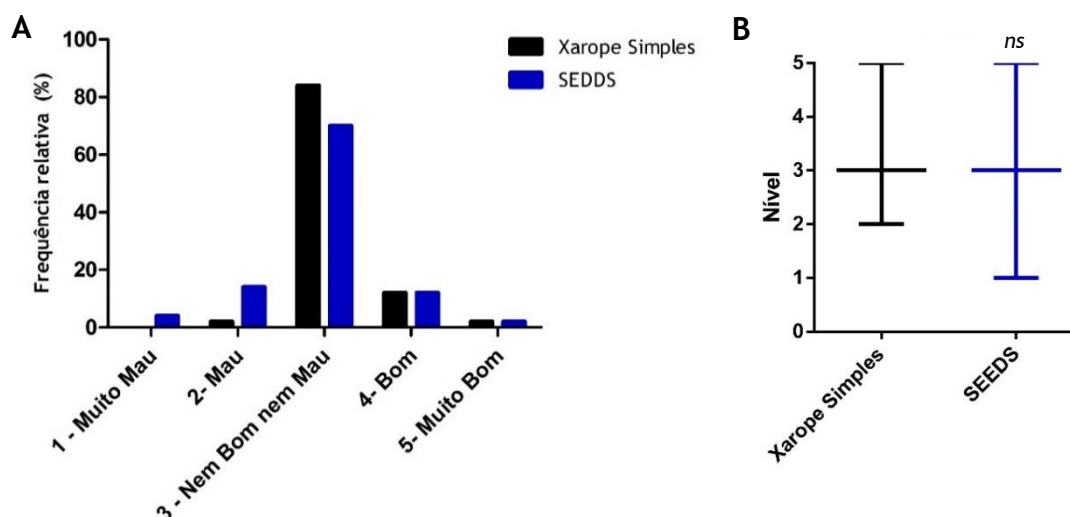 A
Frequência relativa (%)
100
80
60
40
20
0
Xarope Simples
SEDDS
1 - Muito Mau
2- Mau
3 - Nem Bom nem Mau
4- Bom
5- Muito Bom
B
ns
Nível
5
4
3
2
1
0
Xarope Simples
SEEDS